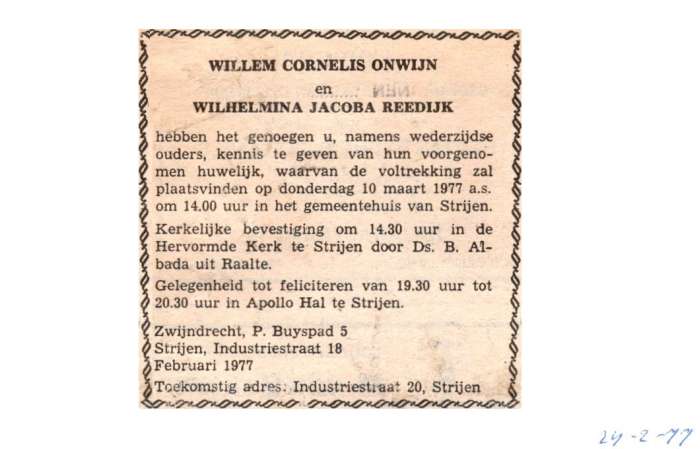 WILLEM CORNELIS ONWIJN
en
WILHELMINA JACOBA REEDIJK
hebben het genoegen u, namens wederzijdse
ouders, kennis te geven van hun voorgeno-
men huwelijk, waarvan de voltrekking zal
plaatsvinden op donderdag 10 maart 1977 a.s.
om 14.00 uur in het gemeentehuis van Strijen.
Kerkelijke bevestiging om 14.30 uur in de
Hervormde Kerk te Strijen door Ds. B. Al-
bada uit Raalte.
Gelegenheid tot feliciteren van 19.30 uur tot
20.30 uur in Apollo Hal te Strijen.
Zwijndrecht, P. Buyspad 5
Strijen, Industriestraat 18
Februari 1977
Toekomstig adres: Industriestraat 20, Strijen
24-2-77